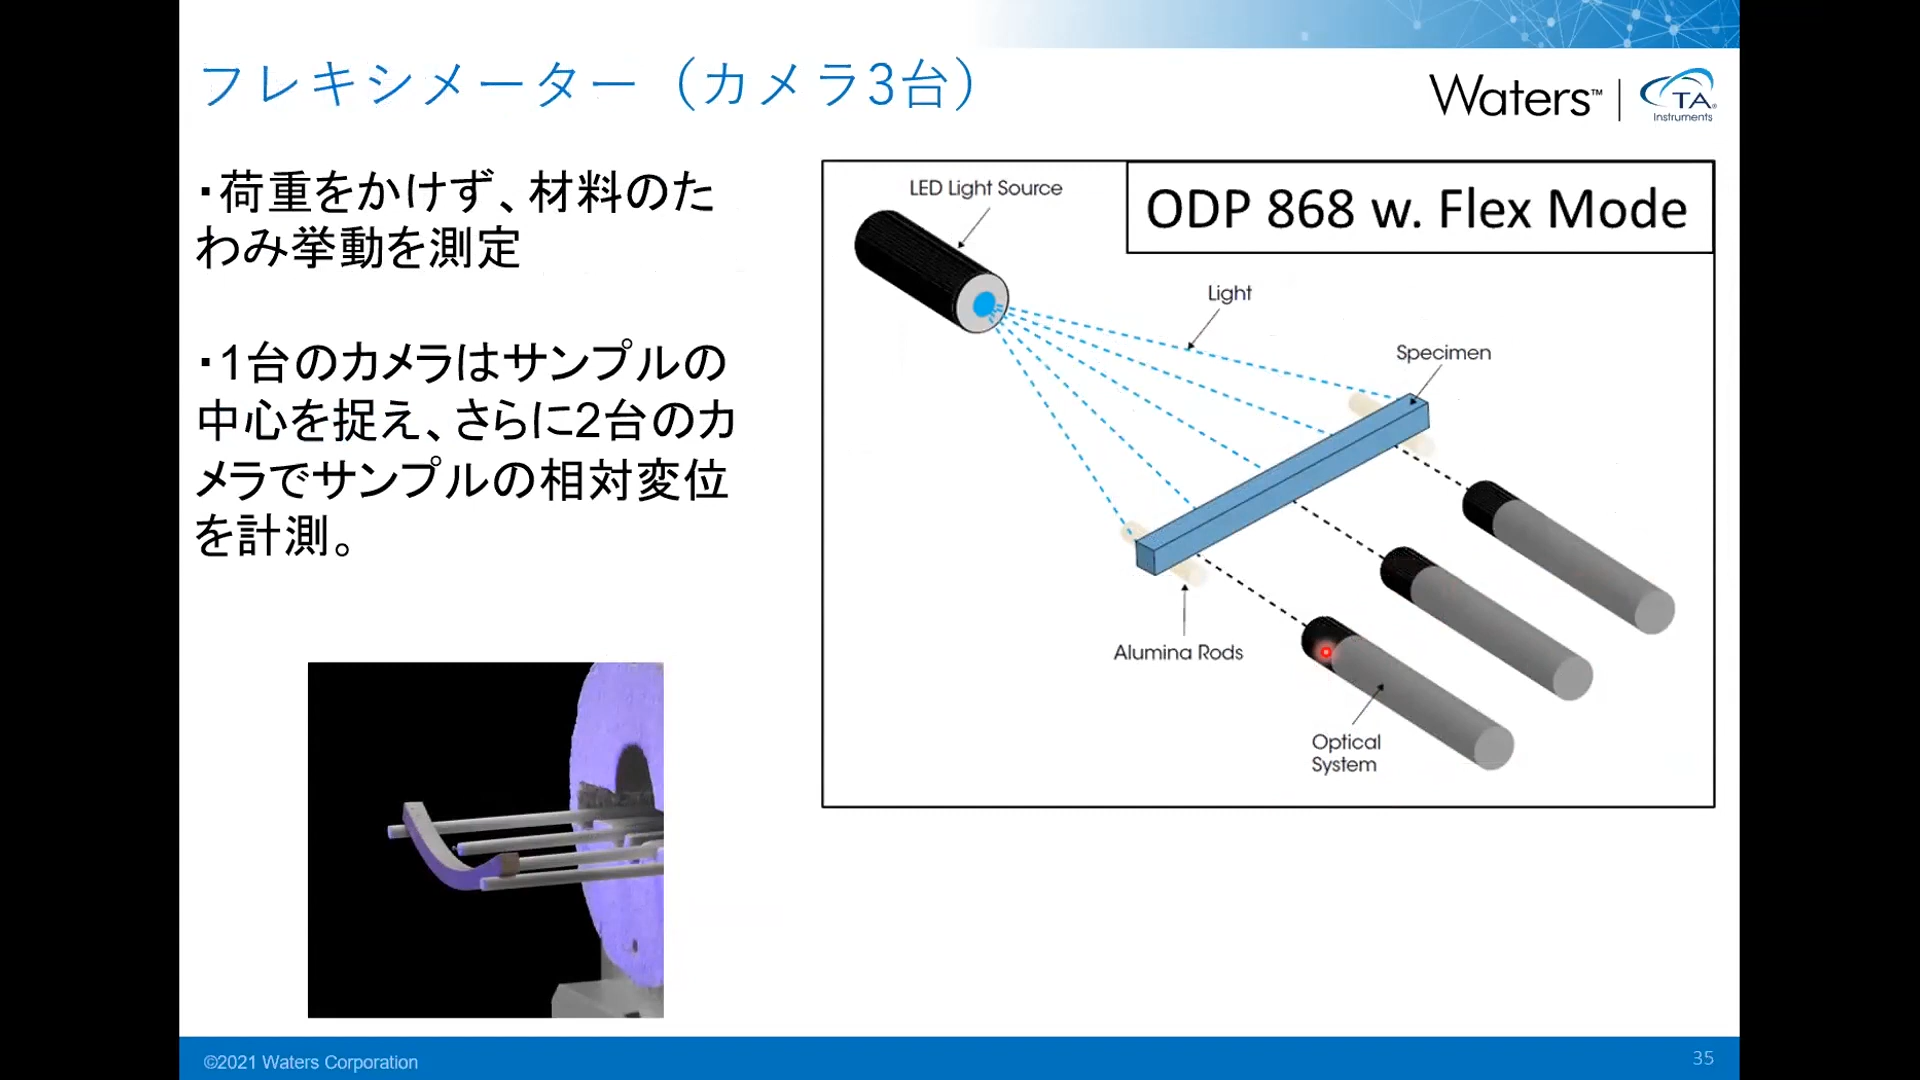 フレキシメーター（カメラ3台）
Waters™ | TA®
Instruments
・荷重をかけず、材料のた
わみ挙動を測定
・1台のカメラはサンプルの
中心を捉え、さらに2台のカ
メラでサンプルの相対変位
を計測。
ODP 868 w. Flex Mode
LED Light Source
Light
Specimen
Alumina Rods
Optical
System
©2021 Waters Corporation
35